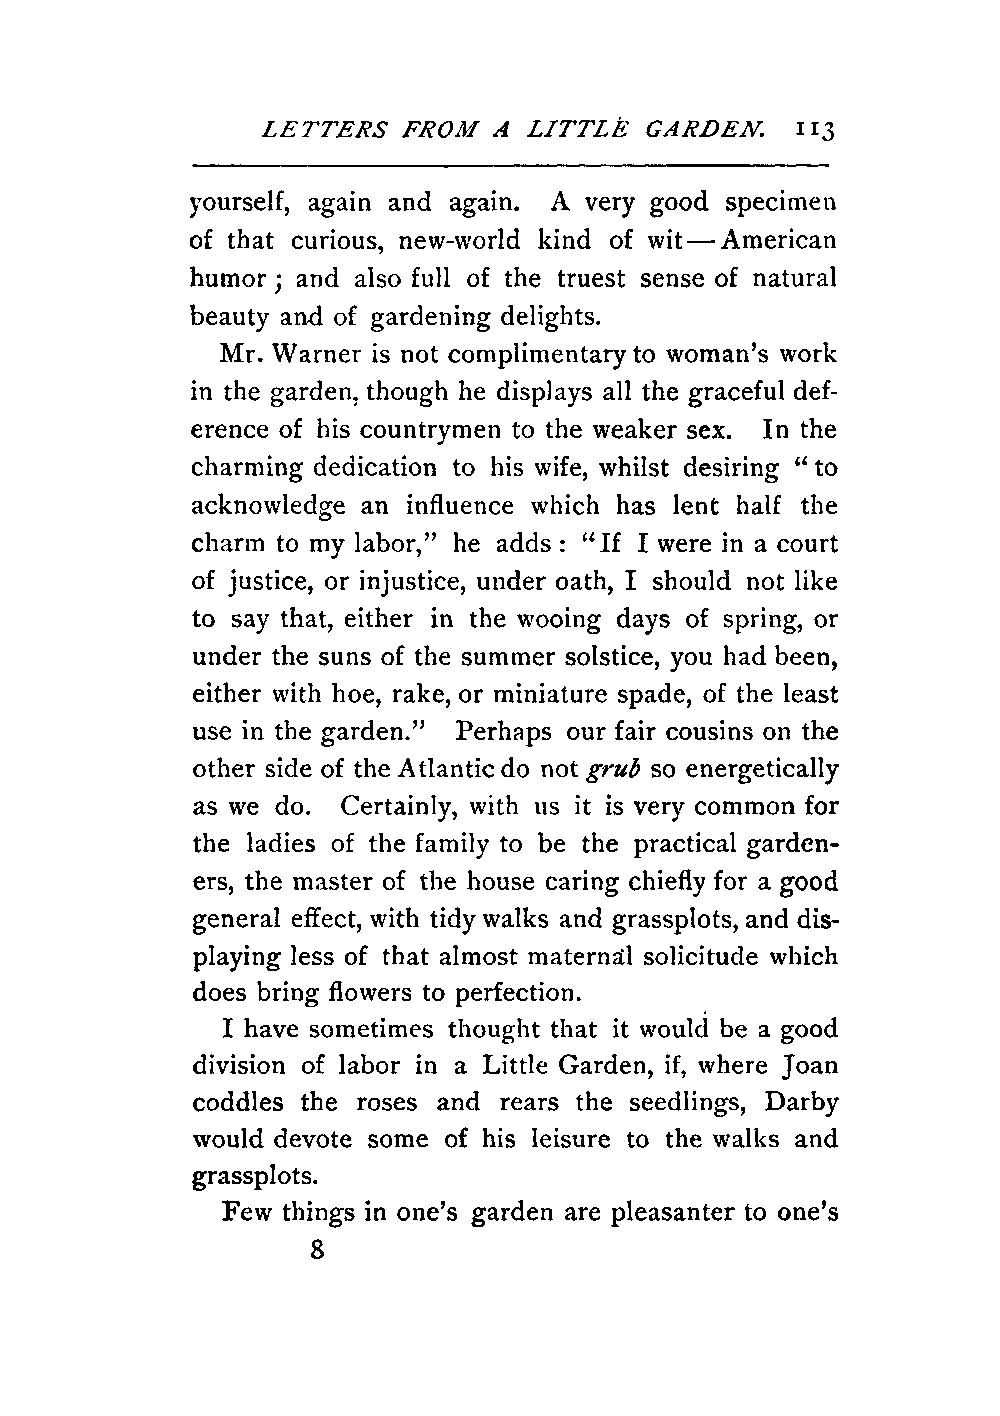 LETTERS FROM A LITTLE GARDEN. 113
yourself, again and again. A very good specimen
of that curious, new-world kind of wit—American
humor; and also full of the truest sense of natural
beauty and of gardening delights.
Mr. Warner is not complimentary to woman's work
in the garden, though he displays all the graceful def-
erence of his countrymen to the weaker sex. In the
charming dedication to his wife, whilst desiring "to
acknowledge an influence which has lent half the
charm to my labor," he adds: "If I were in a court
of justice, or injustice, under oath, I should not like
to say that, either in the wooing days of spring, or
under the suns of the summer solstice, you had been,
either with hoe, rake, or miniature spade, of the least
use in the garden." Perhaps our fair cousins on the
other side of the Atlantic do not grub so energetically
as we do. Certainly, with us it is very common for
the ladies of the family to be the practical garden-
ers, the master of the house caring chiefly for a good
general effect, with tidy walks and grassplots, and dis-
playing less of that almost maternal solicitude which
does bring flowers to perfection.
I have sometimes thought that it would be a good
division of labor in a Little Garden, if, where Joan
coddles the roses and rears the seedlings, Darby
would devote some of his leisure to the walks and
grassplots.
Few things in one's garden are pleasanter to one's
8